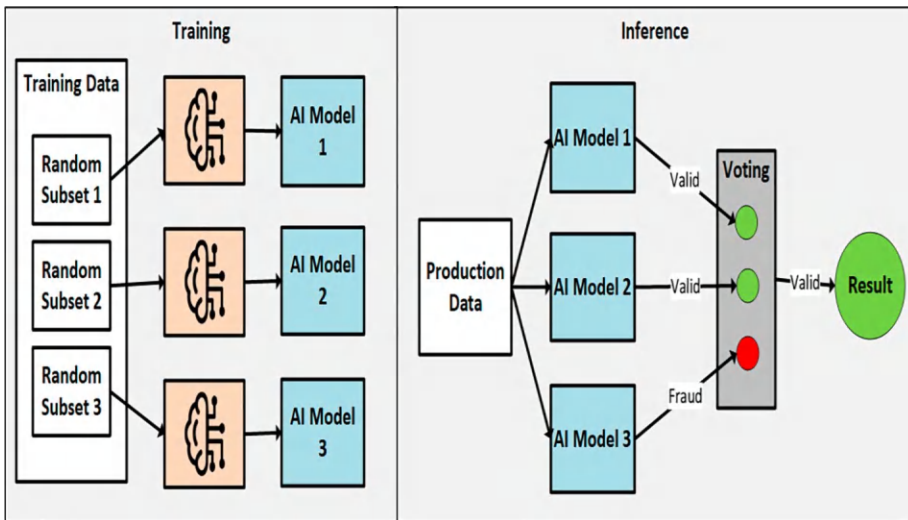 Training
Training Data
Random
Subset 1
AI Model
1
Random
Subset 2
AI Model
2
Random
Subset 3
AI Model
3
Inference
Production
Data
AI Model 1
AI Model 2
AI Model 3
Valid
Valid
Fraud
Voting
Valid
Result